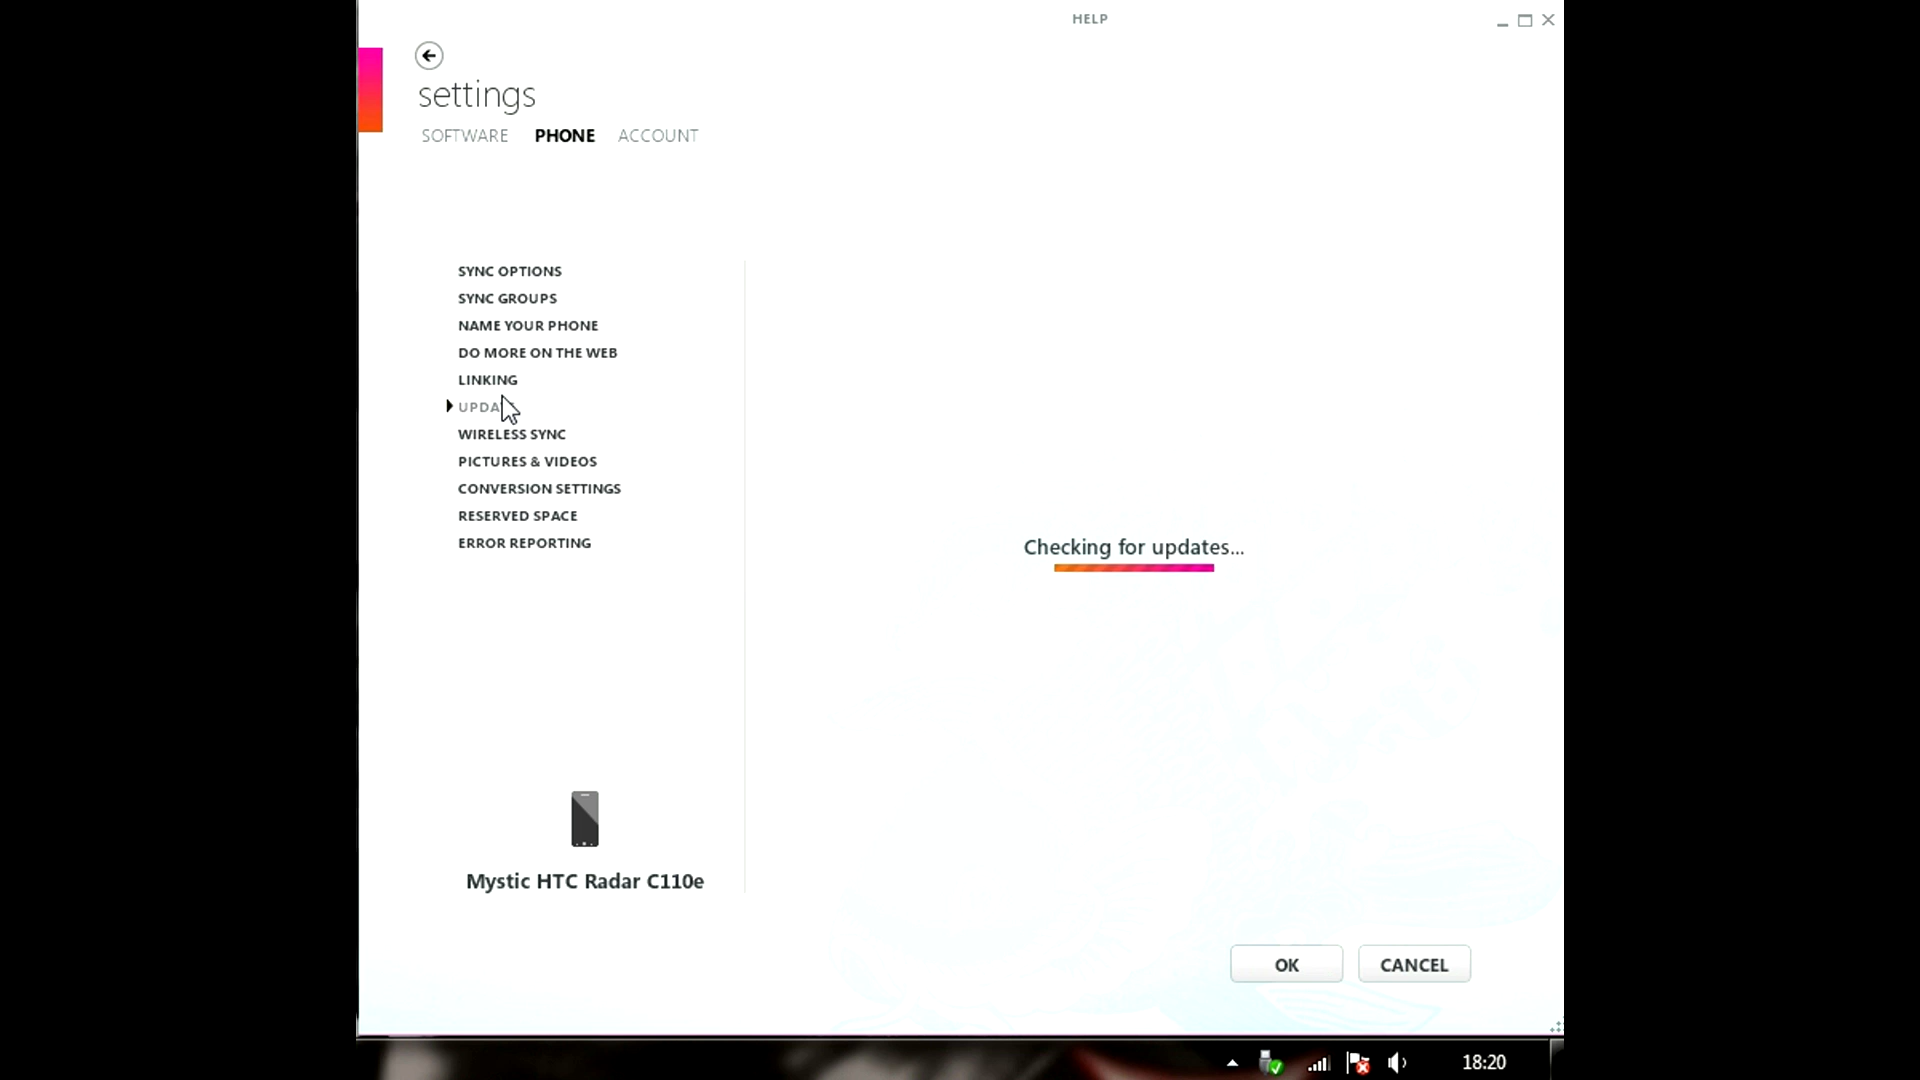 HELP
settings
SOFTWARE PHONE ACCOUNT
SYNC OPTIONS
SYNC GROUPS
NAME YOUR PHONE
DO MORE ON THE WEB
LINKING
UPDATE
WIRELESS SYNC
PICTURES & VIDEOS
CONVERSION SETTINGS
RESERVED SPACE
ERROR REPORTING
Checking for updates...
Mystic HTC Radar C110e
OK CANCEL
18:20